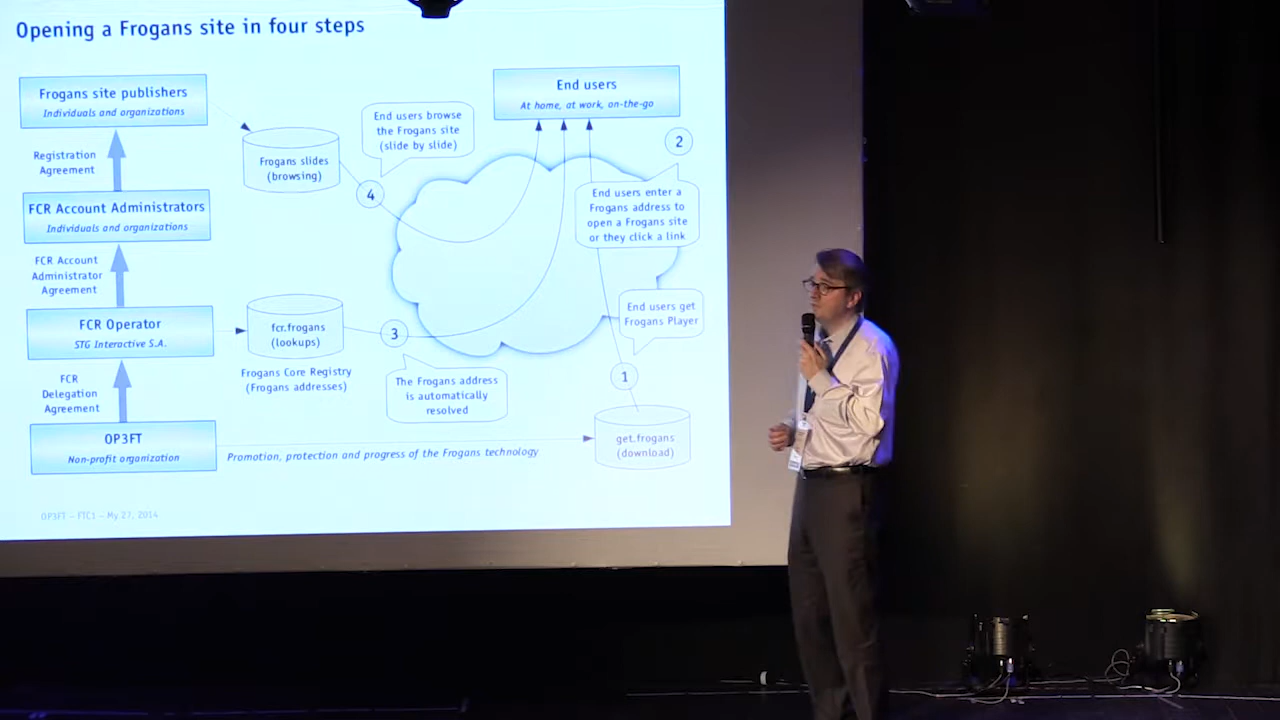 Opening a Frogans site in four steps
Frogans site publishers
Individuals and organizations
Registration
Agreement
FCR Account Administrators
Individuals and organizations
FCR Account
Administrator
Agreement
FCR Operator
STG Interactive S.A.
FCR
Delegation
Agreement
OP3FT
Non-profit organization
Frogans slides
(browsing)
4
End users browse
the Frogans site
(slide by slide)
End users
At home, at work, on-the-go
2
End users enter a
Frogans address to
open a Frogans site
or they click a link
fcr.frogans
(lookups)
Frogans Core Registry
(Frogans addresses)
3
The Frogans address
is automatically
resolved
End users get
Frogans Player
1
get.frogans
(download)
Promotion, protection and progress of the Frogans technology
OP3FT – FTC1 – My 27, 2014